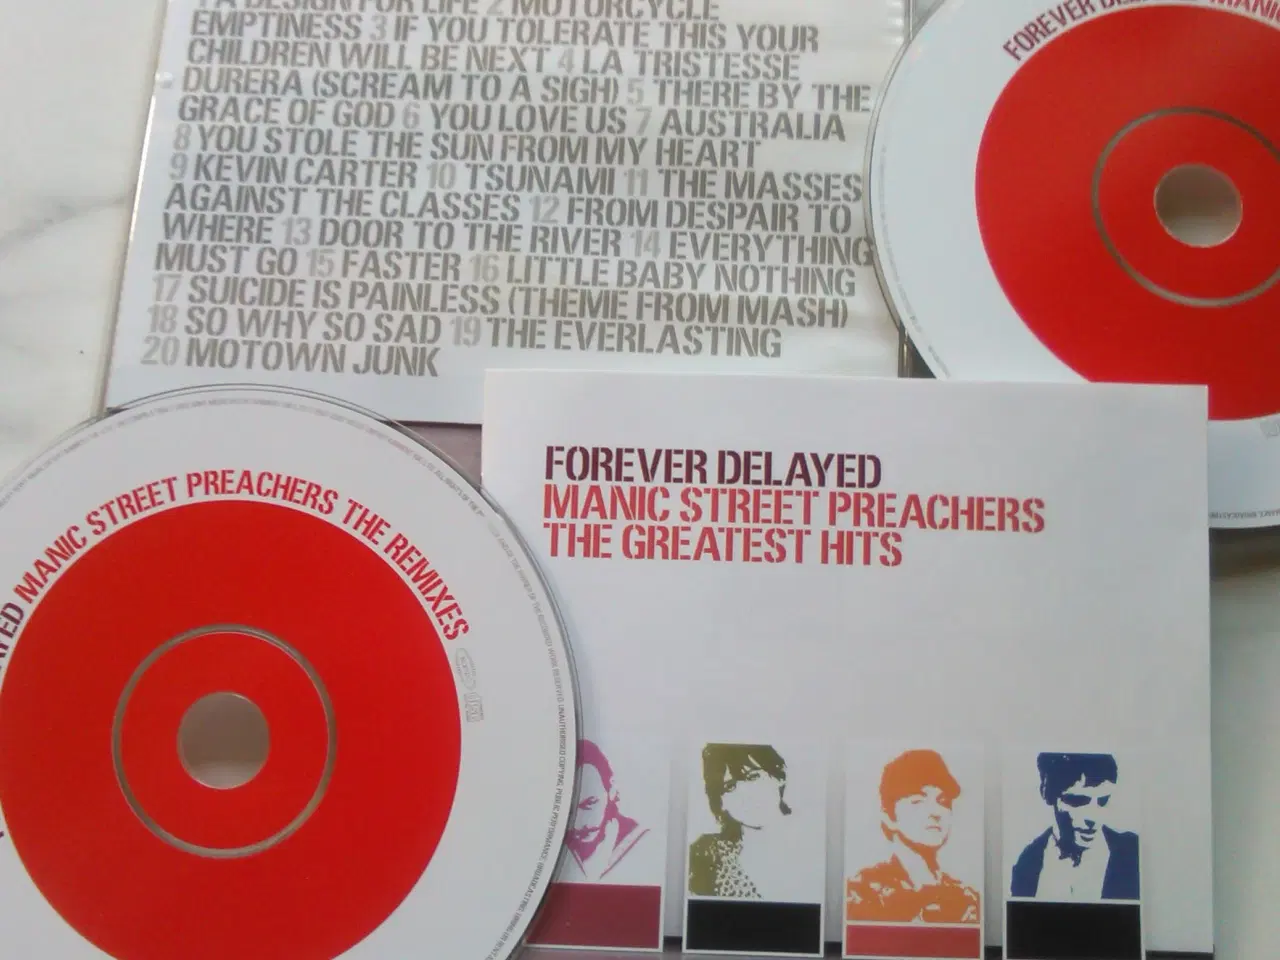 1 A DESIGN FOR LIFE 2 MOTORCYCLE
EMPTINESS 3 IF YOU TOLERATE THIS YOUR
CHILDREN WILL BE NEXT 4 LA TRISTESSE
DURERA (SCREAM TO A SIGH) 5 THERE BY THE
GRACE OF GOD 6 YOU LOVE US 7 AUSTRALIA
8 YOU STOLE THE SUN FROM MY HEART
9 KEVIN CARTER 10 TSUNAMI 11 THE MASSES
AGAINST THE CLASSES 12 FROM DESPAIR TO
WHERE 13 DOOR TO THE RIVER 14 EVERYTHING
MUST GO 15 FASTER 16 LITTLE BABY NOTHING
17 SUICIDE IS PAINLESS (THEME FROM MASH)
18 SO WHY SO SAD 19 THE EVERLASTING
20 MOTOWN JUNK
FOREVER DELAYED MANIC
FOREVER DELAYED
MANIC STREET PREACHERS
THE GREATEST HITS
AYED MANIC STREET PREACHERS THE REMIXES